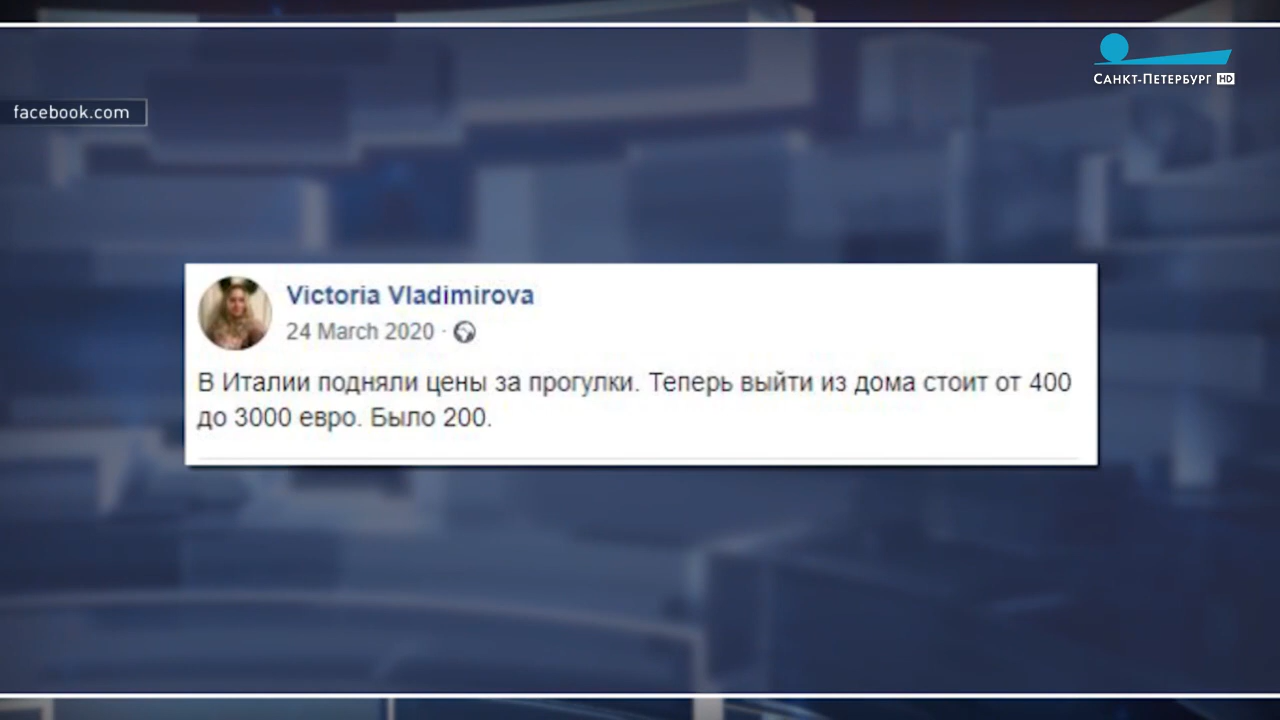 facebook.com
САНКТ-ПЕТЕРБУРГ HD
Victoria Vladimirova
24 March 2020 ·
В Италии подняли цены за прогулки. Теперь выйти из дома стоит от 400
до 3000 евро. Было 200.